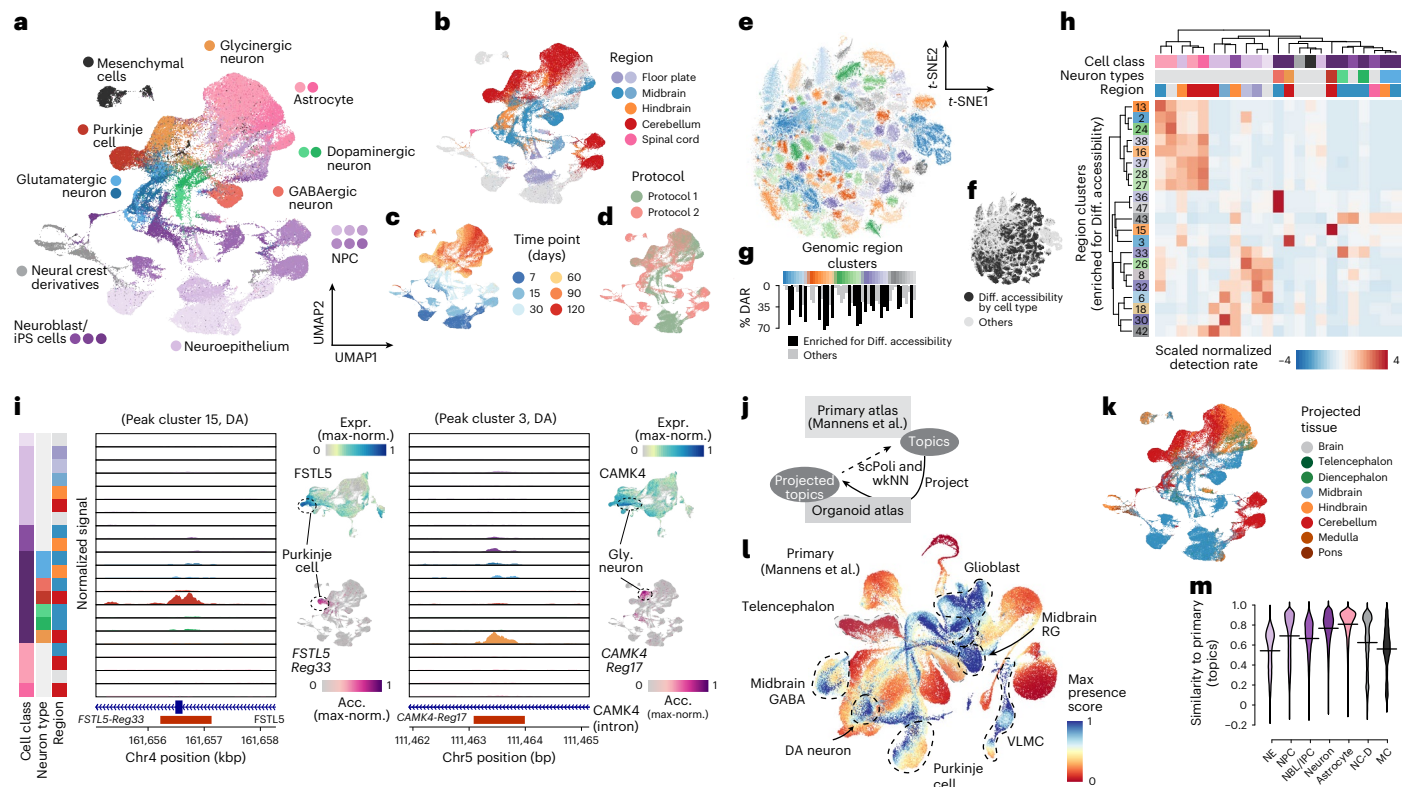 a
Glycinergic
neuron
Mesenchymal
cells
Astrocyte
Purkinje
cell
Dopaminergic
neuron
Glutamatergic
neuron
GABAergic
neuron
NPC
Neural crest
derivatives
Neuroblast/
iPS cells
Neuroepithelium
UMAP2
UMAP1
b
Region
Floor plate
Midbrain
Hindbrain
Cerebellum
Spinal cord
Protocol
Protocol 1
Protocol 2
c
Time point
(days)
7
60
15
90
30
120
d
e
t-SNE2
t-SNE1
f
Diff. accessibility
by cell type
Others
g
Genomic region
clusters
% DAR
0
35
70
Enriched for Diff. accessibility
Others
h
Cell class
Neuron types
Region
Region clusters
(enriched for Diff. accessibility)
13
2
24
38
16
37
28
27
36
47
43
15
3
33
26
8
32
6
18
30
42
Scaled normalized
detection rate
−4
4
i
(Peak cluster 15, DA)
Normalized signal
Cell class
Neuron type
Region
FSTL5-Reg33
FSTL5
161,656
161,657
161,658
Chr4 position (kbp)
Expr.
(max-norm.)
0
1
FSTL5
Purkinje
cell
FSTL5
Reg33
0
1
Acc.
(max-norm.)
(Peak cluster 3, DA)
CAMK4-Reg17
CAMK4
(intron)
111,462
111,463
111,464
111,465
Chr5 position (bp)
Expr.
(max-norm.)
0
1
CAMK4
Gly.
neuron
CAMK4
Reg17
0
1
Acc.
(max-norm.)
j
Primary atlas
(Mannens et al.)
Topics
scPoli and
wkNN
Project
Projected
topics
Organoid atlas
k
Projected
tissue
Brain
Telencephalon
Diencephalon
Midbrain
Hindbrain
Cerebellum
Medulla
Pons
l
Primary
(Mannens et al.)
Glioblast
Telencephalon
Midbrain
RG
Midbrain
GABA
DA neuron
Purkinje
cell
VLMC
Max
presence
score
1
0
m
Similarity to primary
(topics)
1.0
0.8
0.6
0.4
0.2
0
−0.2
NE
NPC
NBL/IPC
Neuron
Astrocyte
NC-D
MC